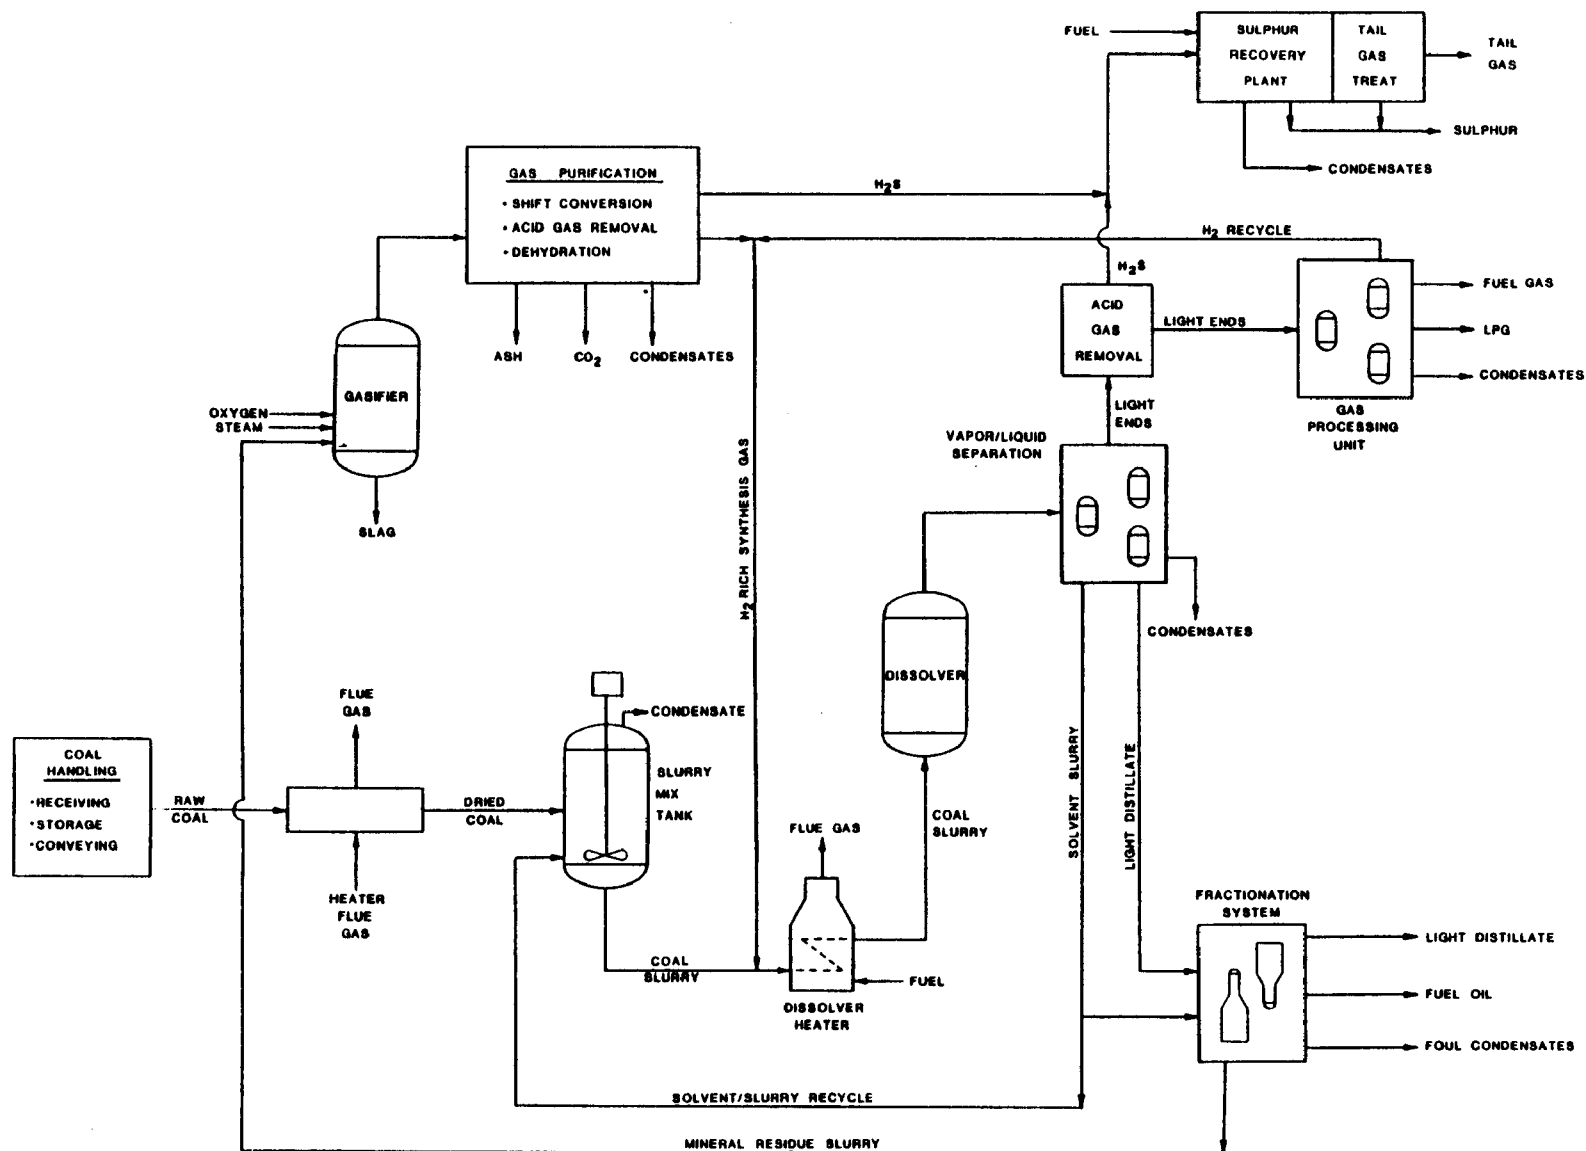 FUEL
SULPHUR
RECOVERY
PLANT
TAIL
GAS
TREAT
TAIL
GAS
SULPHUR
CONDENSATES
GAS PURIFICATION
• SHIFT CONVERSION
• ACID GAS REMOVAL
• DEHYDRATION
H2S
H2 RECYCLE
H2S
ASH
CO2
CONDENSATES
ACID
GAS
REMOVAL
LIGHT ENDS
FUEL GAS
LPG
CONDENSATES
GAS
PROCESSING
UNIT
GASIFIER
OXYGEN
STEAM
SLAG
LIGHT
ENDS
VAPOR/LIQUID
SEPARATION
H2 RICH SYNTHESIS GAS
CONDENSATES
DISSOLVER
FLUE
GAS
CONDENSATE
COAL
HANDLING
•RECEIVING
•STORAGE
•CONVEYING
RAW
COAL
DRIED
COAL
SLURRY
MIX
TANK
HEATER
FLUE
GAS
FLUE GAS
COAL
SLURRY
SOLVENT SLURRY
LIGHT DISTILLATE
COAL
SLURRY
FUEL
DISSOLVER
HEATER
FRACTIONATION
SYSTEM
LIGHT DISTILLATE
FUEL OIL
FOUL CONDENSATES
SOLVENT/SLURRY RECYCLE
MINERAL RESIDUE SLURRY